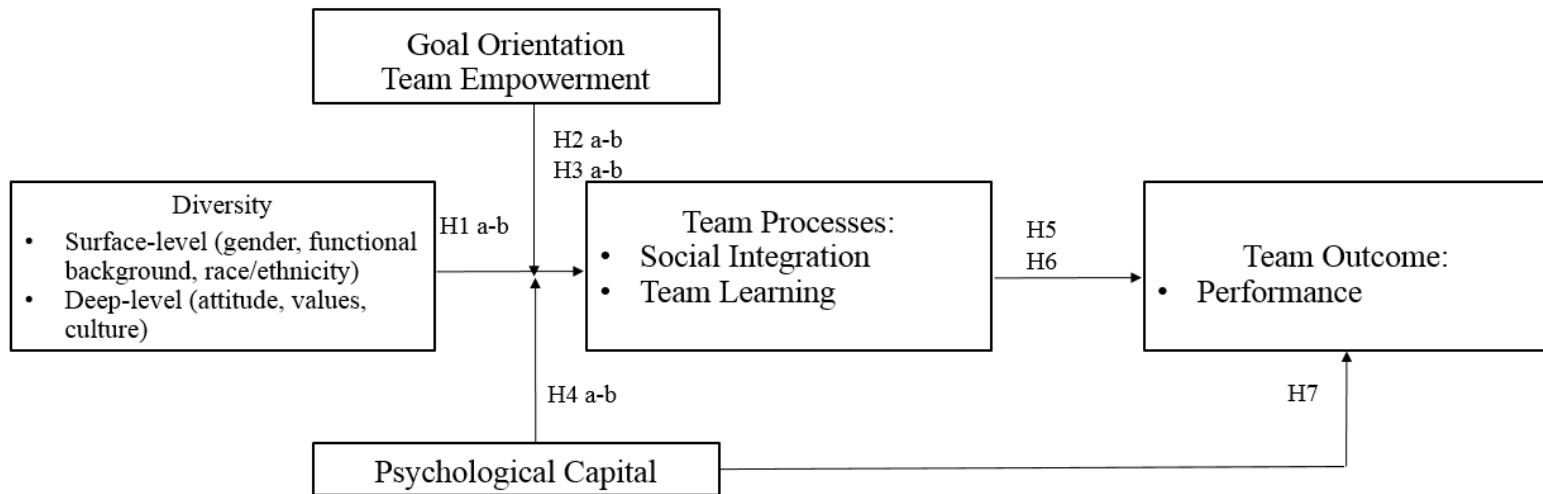 Goal Orientation
Team Empowerment
H2 a-b
H3 a-b
Diversity
• Surface-level (gender, functional
background, race/ethnicity)
• Deep-level (attitude, values,
culture)
H1 a-b
Team Processes:
• Social Integration
• Team Learning
H5
H6
Team Outcome:
• Performance
H4 a-b
H7
Psychological Capital